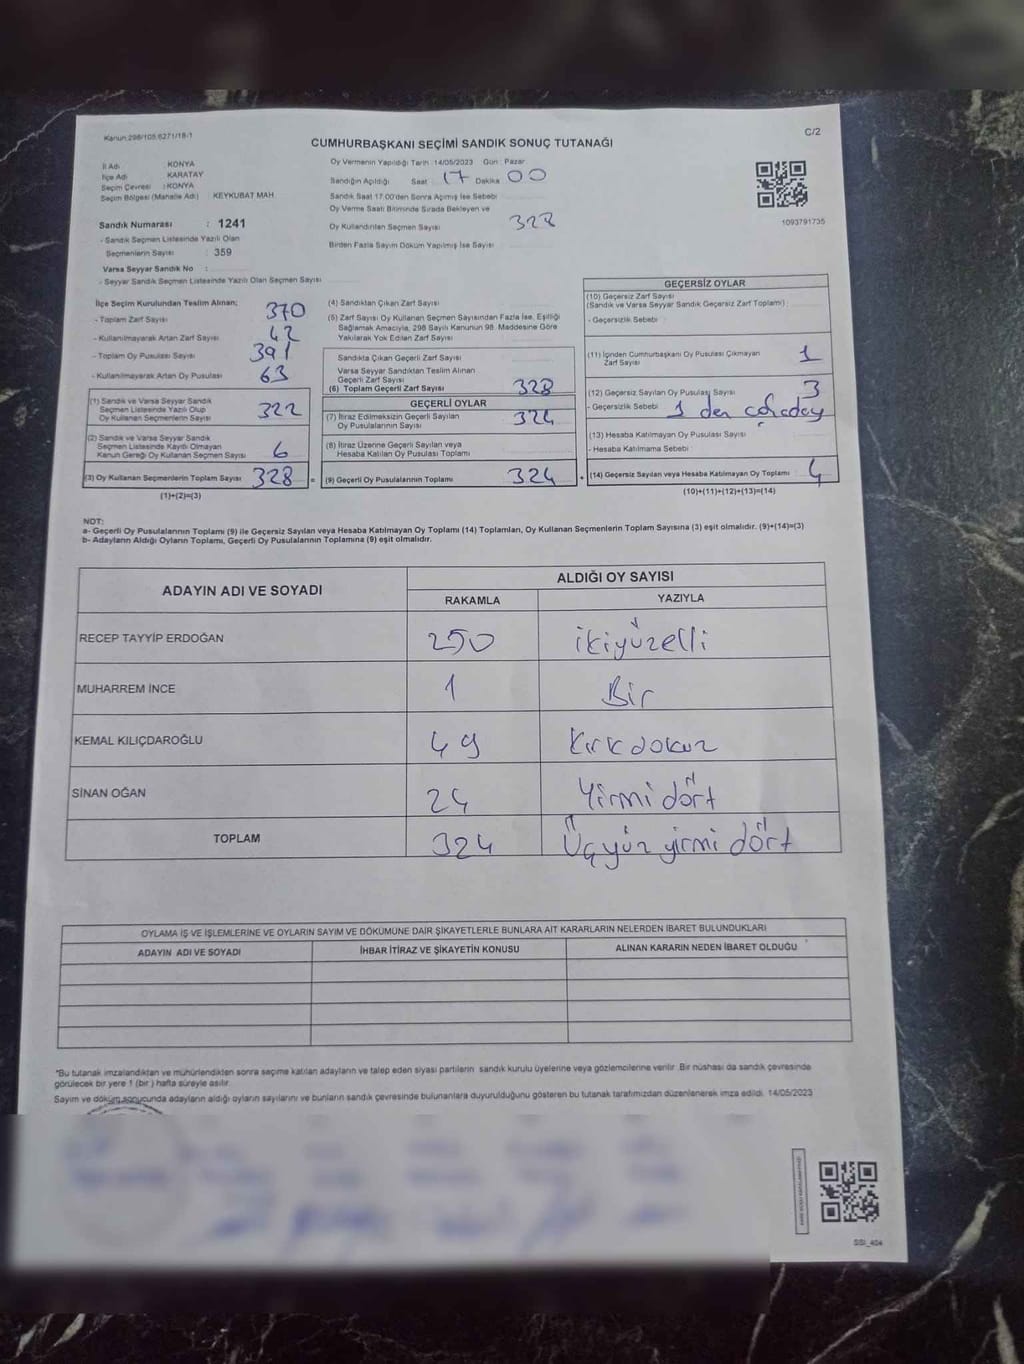 Kanun 298/105,6271/18-1
C/2
CUMHURBAŞKANI SEÇİMİ SANDIK SONUÇ TUTANAĞI
İl Adı : KONYA
İlçe Adı : KARATAY
Seçim Çevresi : KONYA
Seçim Bölgesi (Mahalle Adı) : KEYKUBAT MAH
Sandık Numarası : 1241
- Sandık Seçmen Listesinde Yazılı Olan
Seçmenlerin Sayısı : 359
Varsa Seyyar Sandık No :
- Seyyar Sandık Seçmen Listesinde Yazılı Olan Seçmen Sayısı
Oy Vermenin Yapıldığı Tarih : 14/05/2023 Gün : Pazar
Sandığın Açıldığı Saat : 17 Dakika 00
Sandık Saat 17:00'den Sonra Açımış İse Sebebi
Oy Verme Saati Bitiminde Sırada Bekleyen ve
Oy Kullandırılan Seçmen Sayısı 328
Birden Fazla Sayım Döküm Yapılmış İse Sayısı
1093791735
İlçe Seçim Kurulundan Teslim Alınan;
- Toplam Zarf Sayısı 370
- Kullanılmayarak Artan Zarf Sayısı 42
- Toplam Oy Pusulası Sayısı 391
- Kullanılmayarak Artan Oy Pusulası 63
(1) Sandık ve Varsa Seyyar Sandık
Seçmen Listesinde Yazılı Olup
Oy Kullanan Seçmenlerin Sayısı 322
(2) Sandık ve Varsa Seyyar Sandık
Seçmen Listesinde Kayıtlı Olmayan
Kanun Gereği Oy Kullanan Seçmen Sayısı 6
(3) Oy Kullanan Seçmenlerin Toplam Sayısı 328 =
(1)+(2)=(3)
(4) Sandıktan Çıkan Zarf Sayısı
(5) Zarf Sayısı Oy Kullanan Seçmen Sayısından Fazla İse, Eşitliği
Sağlamak Amacıyla, 298 Sayılı Kanunun 98. Maddesine Göre
Yakılarak Yok Edilen Zarf Sayısı
Sandıkta Çıkan Geçerli Zarf Sayısı
Varsa Seyyar Sandıktan Teslim Alınan
Geçerli Zarf Sayısı
(6) Toplam Geçerli Zarf Sayısı 328
GEÇERLİ OYLAR
(7) İtiraz Edilmeksizin Geçerli Sayılan
Oy Pusulasının Sayısı 324
(8) İtiraz Üzerine Geçerli Sayılan veya
Hesaba Katılan Oy Pusulası Toplamı
(9) Geçerli Oy Pusulalarının Toplamı 324 +
GEÇERSİZ OYLAR
(10) Geçersiz Zarf Sayısı
(Sandık ve Varsa Seyyar Sandık Geçersiz Zarf Toplamı)
- Geçersizlik Sebebi
(11) İçinden Cumhurbaşkanı Oy Pusulası Çıkmayan
Zarf Sayısı 1
(12) Geçersiz Sayılan Oy Pusulası Sayısı 3
- Geçersizlik Sebebi 1 den
(13) Hesaba Katılmayan Oy Pusulası Sayısı
- Hesaba Katılmama Sebebi
(14) Geçersiz Sayılan veya Hesaba Katılmayan Oy Toplamı 4
(10)+(11)+(12)+(13)=(14)
NOT:
a- Geçerli Oy Pusulalarının Toplamı (9) ile Geçersiz Sayılan veya Hesaba Katılmayan Oy Toplamı (14) Toplamları, Oy Kullanan Seçmenlerin Toplam Sayısına (3) eşit olmalıdır. (9)+(14)=(3)
b- Adayların Aldığı Oyların Toplamı, Geçerli Oy Pusulalarının Toplamına (9) eşit olmalıdır.
ADAYIN ADI VE SOYADI
ALDIĞI OY SAYISI
RAKAMLA YAZIYLA
RECEP TAYYİP ERDOĞAN 250 ikiyüzelli
MUHARREM İNCE 1 Bir
KEMAL KILIÇDAROĞLU 49 kırkdokuz
SİNAN OĞAN 24 Yirmi dört
TOPLAM 324 Üçyüz yirmi dört
OYLAMA İŞ VE İŞLEMLERİNE VE OYLARIN SAYIM VE DÖKÜMÜNE DAİR ŞİKAYETLERLE BUNLARA AİT KARARLARIN NELERDEN İBARET BULUNDUKLARI
ADAYIN ADI VE SOYADI İHBAR İTİRAZ VE ŞİKAYETİN KONUSU ALINAN KARARIN NEDEN İBARET OLDUĞU
*Bu tutanak imzalandıktan ve mühürlendikten sonra seçime katılan adayların ve talep eden siyasi partilerin sandık kurulu üyelerine veya gözlemcilerine verilir. Bir nüshası da sandık çevresinde
görülecek bir yere 1 (bir ) hafta süreyle asılır.
Sayım ve döküm sonucunda adayların aldığı oyların sayılarını ve bunların sandık çevresinde bulunanlara duyurulduğunu gösteren bu tutanak tarafımızdan düzenlenerek imza edildi. 14/05/2023
SSI_404